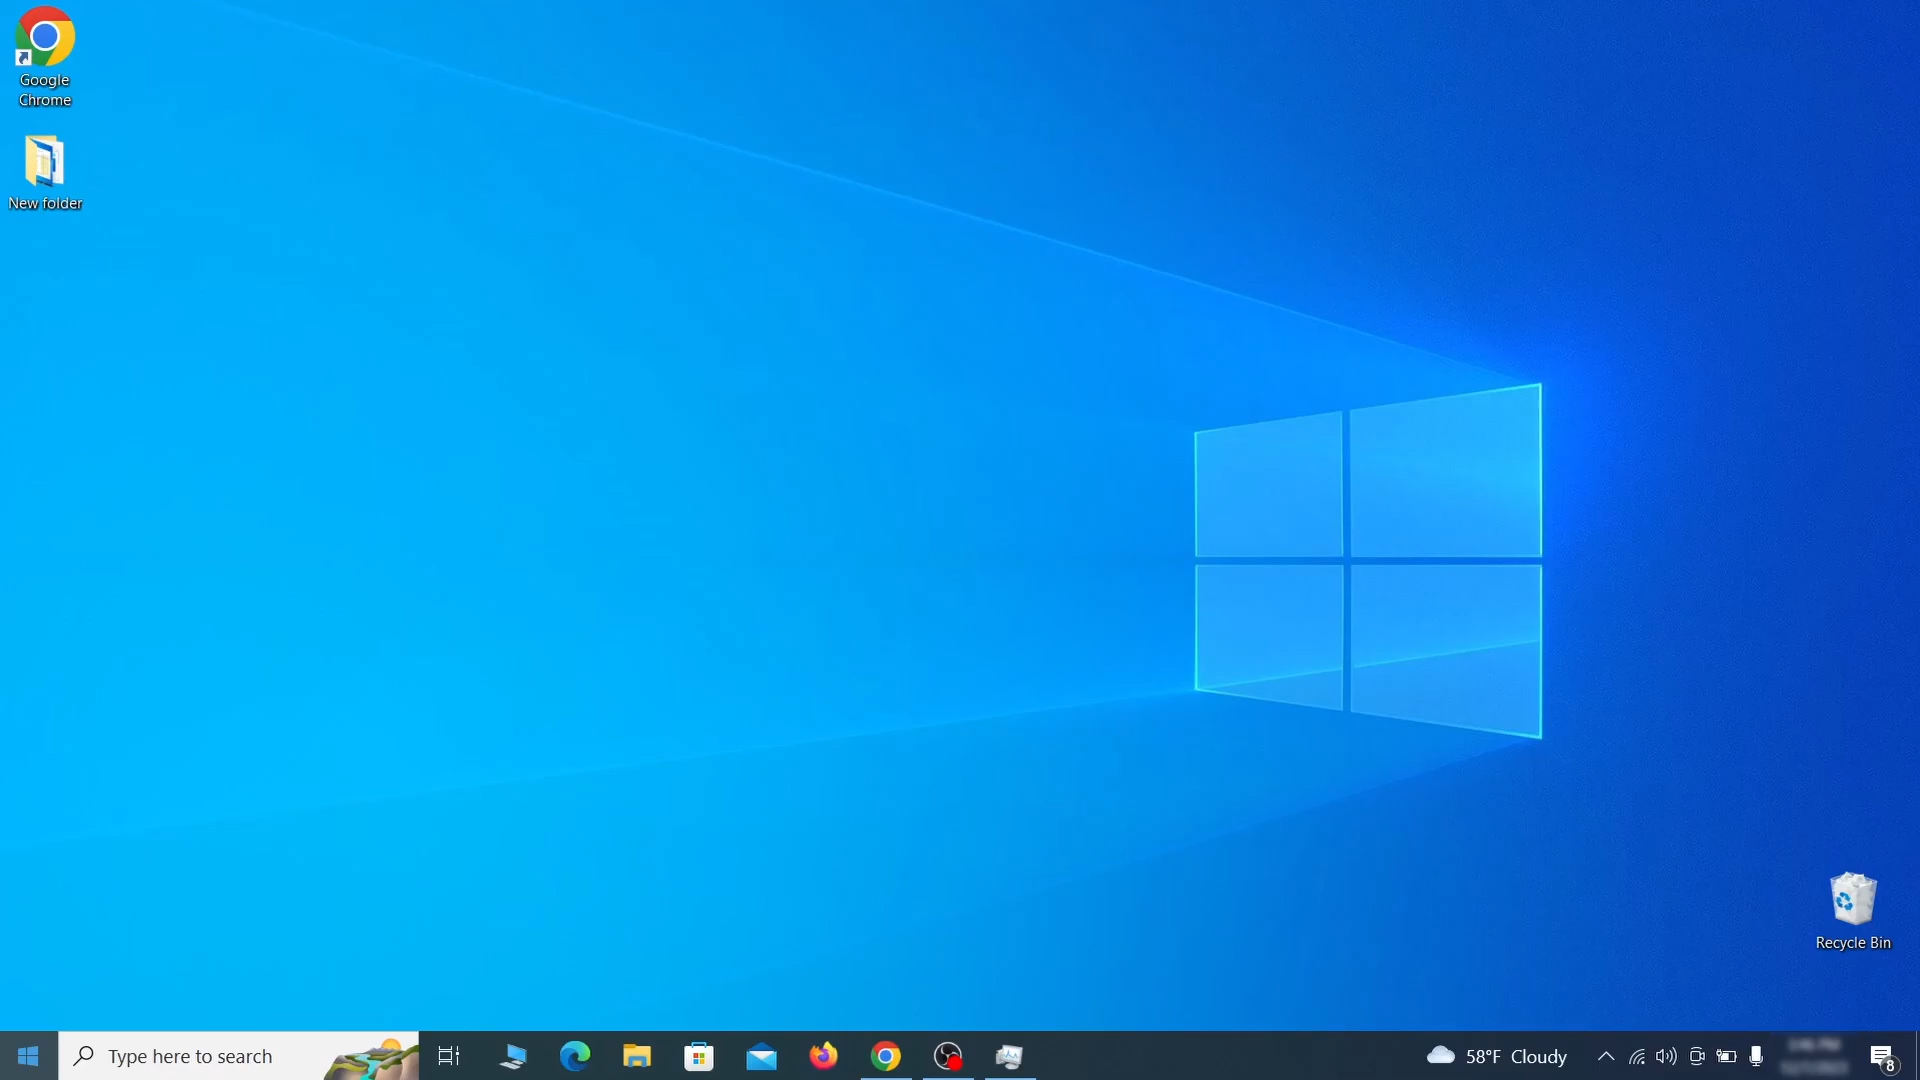 Google
Chrome
New folder
Recycle Bin
Type here to search
58°F Cloudy
8